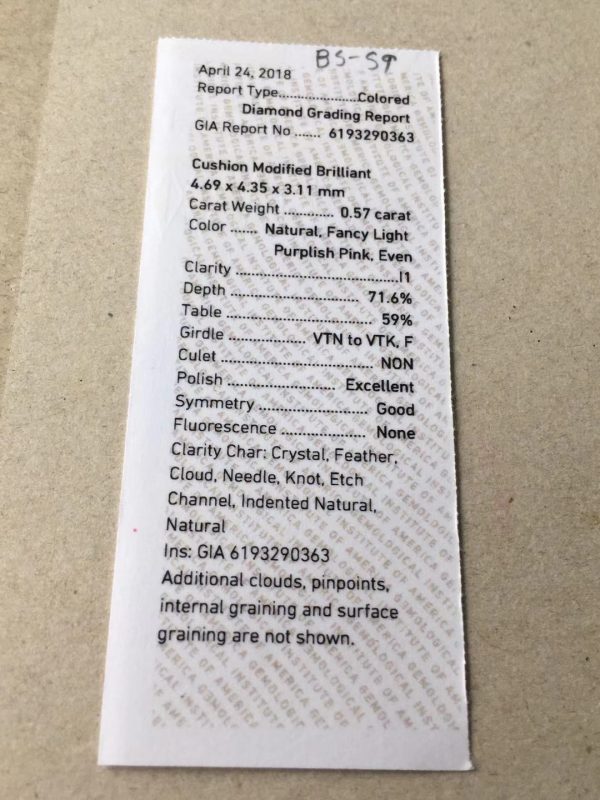 BS-ST
April 24, 2018
Report Type......................Colored
Diamond Grading Report
GIA Report No ....... 6193290363
Cushion Modified Brilliant
4.69 x 4.35 x 3.11 mm
Carat Weight ............. 0.57 carat
Color ....... Natural, Fancy Light
Purplish Pink, Even
Clarity ..........................................I1
Depth ................................. 71.6%
Table ................................... 59%
Girdle .................. VTN to VTK, F
Culet ........................................ NON
Polish .......................... Excellent
Symmetry ........................... Good
Fluorescence ..................... None
Clarity Char: Crystal, Feather,
Cloud, Needle, Knot, Etch
Channel, Indented Natural,
Natural
Ins: GIA 6193290363
Additional clouds, pinpoints,
internal graining and surface
graining are not shown.